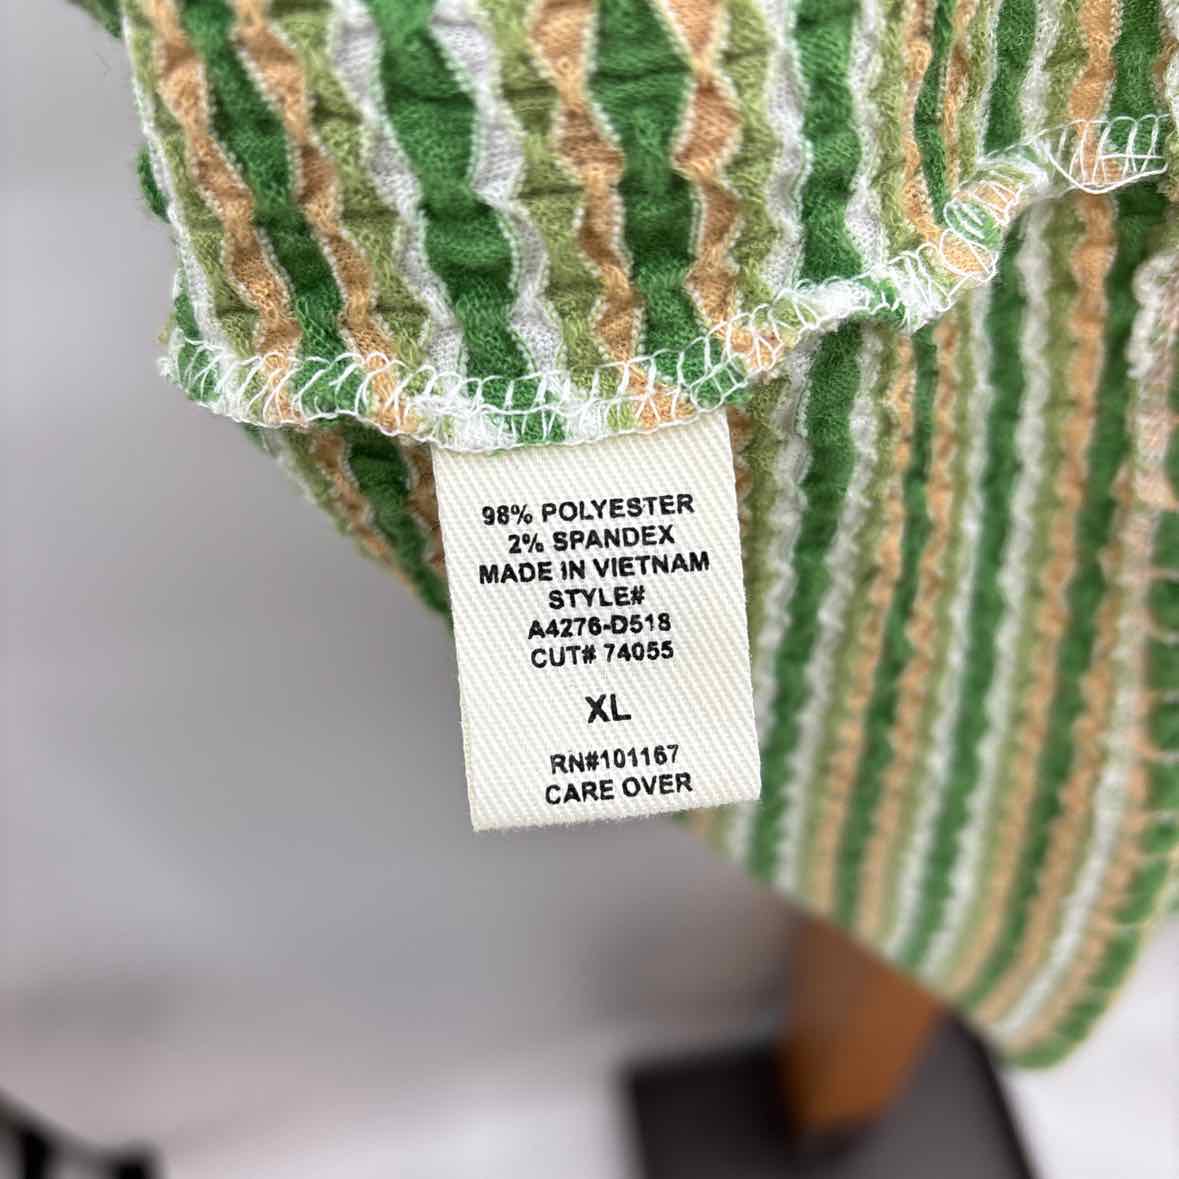 98% POLYESTER
2% SPANDEX
MADE IN VIETNAM
STYLE#
A4276-D518
CUT# 74055
XL
RN#101167
CARE OVER